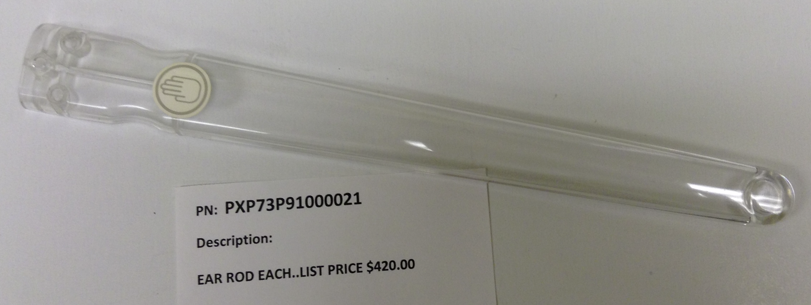 PN: PXP73P91000021
Description:
EAR ROD EACH..LIST PRICE $420.00